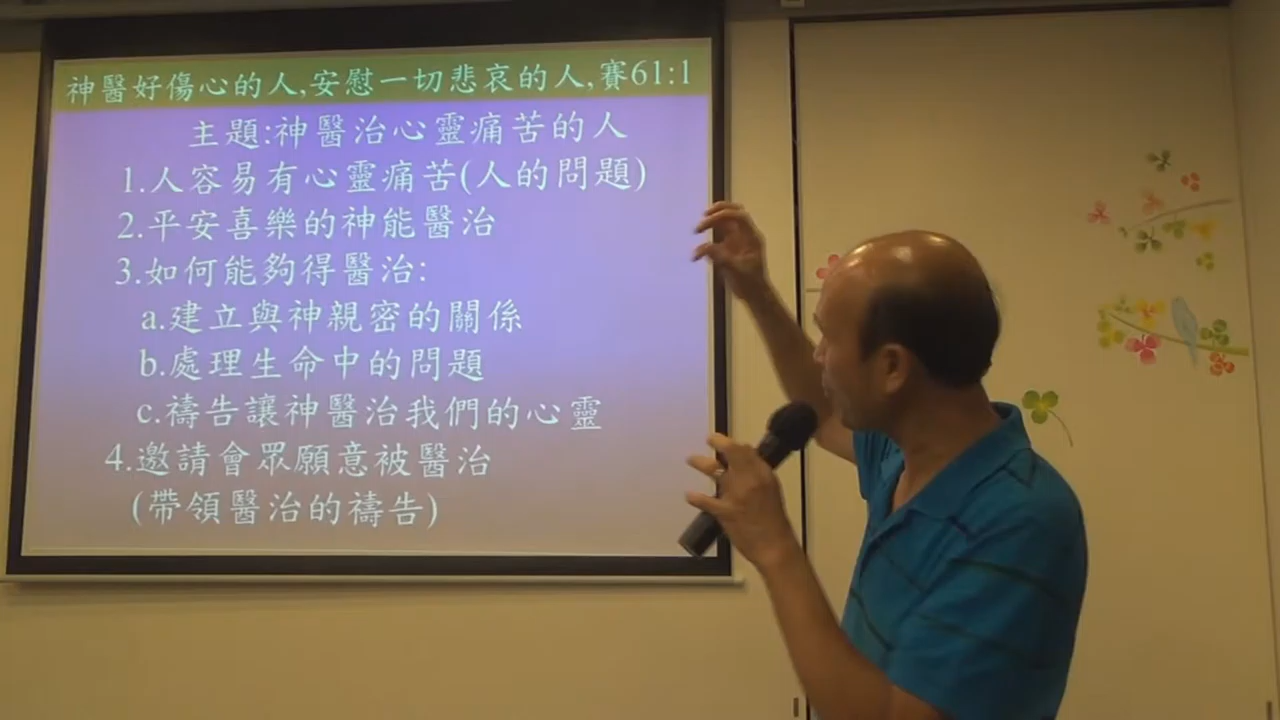 神醫好傷心的人,安慰一切悲哀的人,賽61:1
主題:神醫治心靈痛苦的人
1.人容易有心靈痛苦(人的問題)
2.平安喜樂的神能醫治
3.如何能夠得醫治:
a.建立與神親密的關係
b.處理生命中的問題
c.禱告讓神醫治我們的心靈
4.邀請會眾願意被醫治
(帶領醫治的禱告)